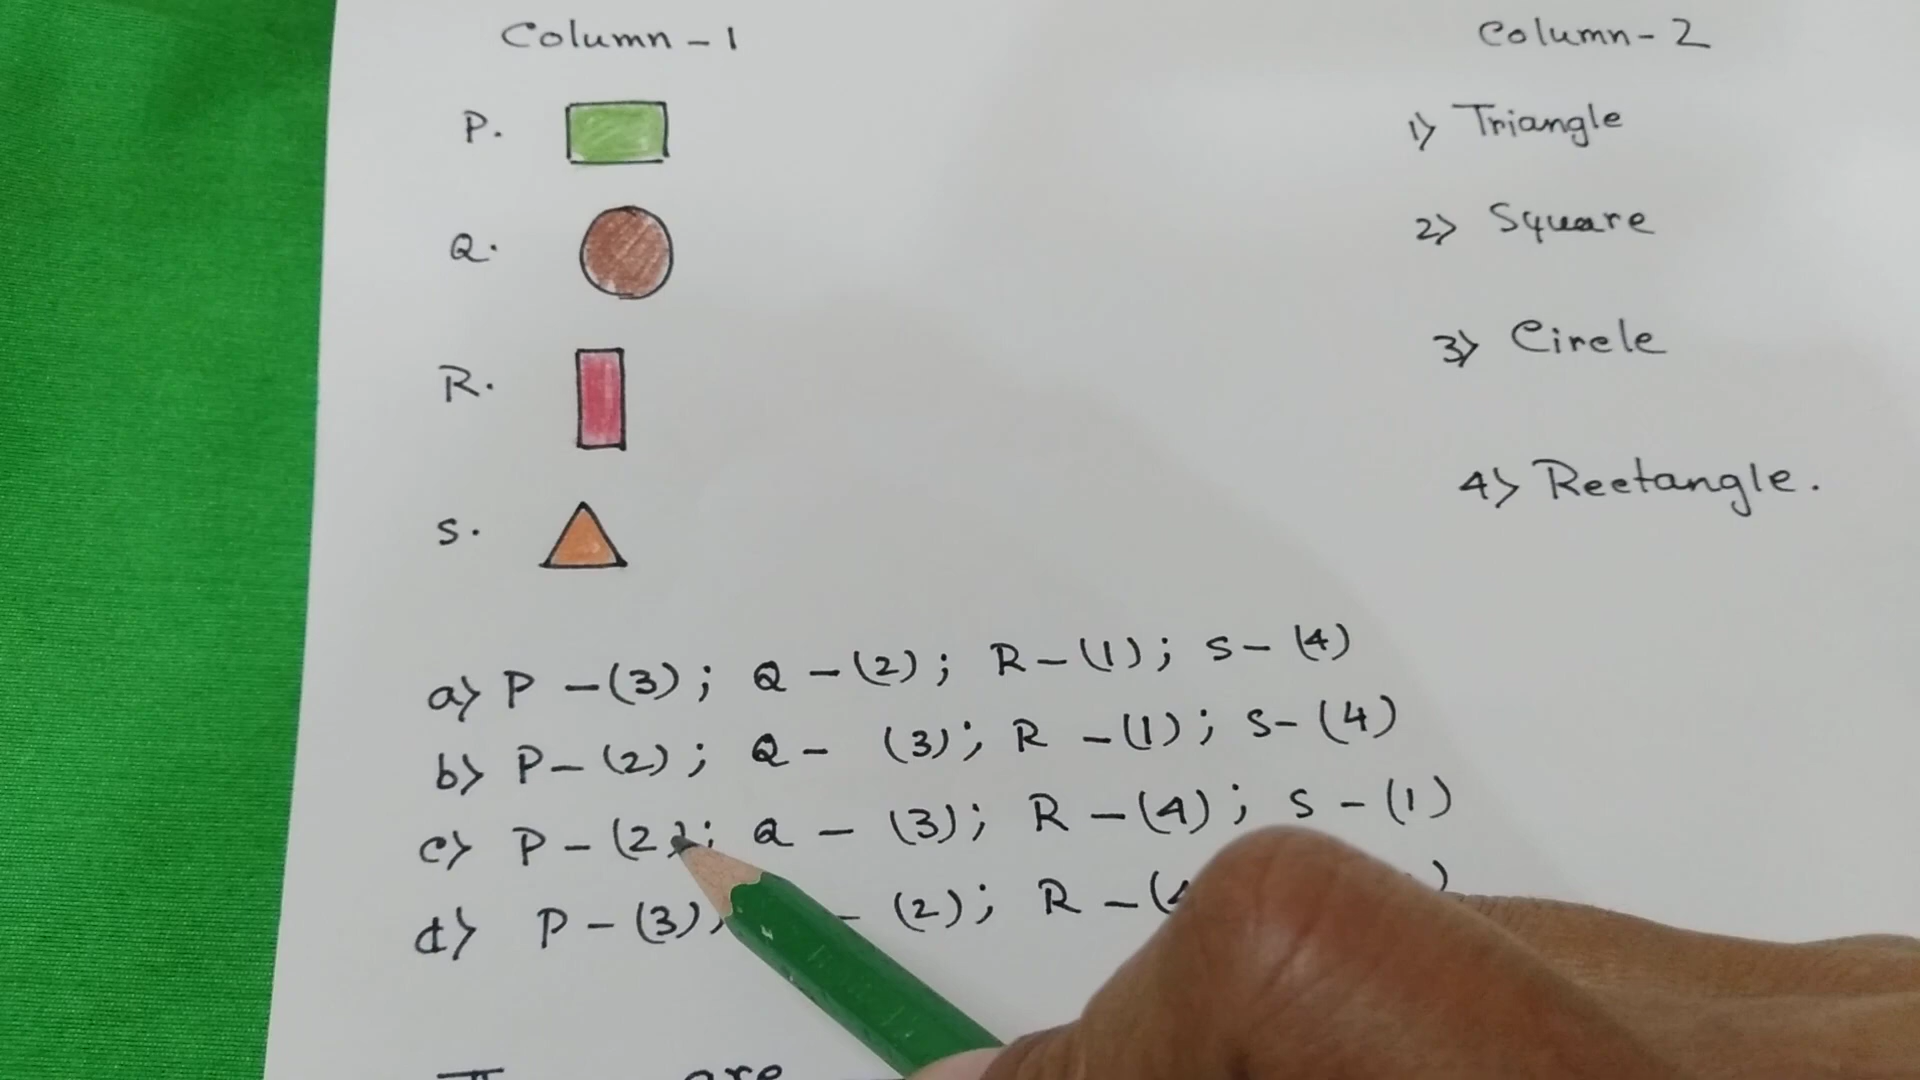 Column - 1
Column - 2
P.
1) Triangle
Q.
2) Square
R.
3) Circle
S.
4) Rectangle.
a) P - (3); Q - (2); R - (1); S - (4)
b) P - (2); Q - (3); R - (1); S - (4)
c) P - (2); Q - (3); R - (4); S - (1)
d) P - (3) - (2); R -
are